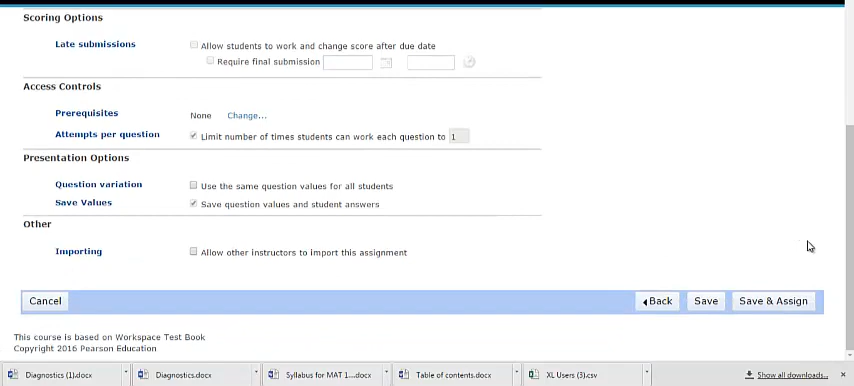 Scoring Options
Late submissions
Allow students to work and change score after due date
Require final submission
Access Controls
Prerequisites None Change...
Attempts per question Limit number of times students can work each question to 1
Presentation Options
Question variation Use the same question values for all students
Save Values Save question values and student answers
Other
Importing Allow other instructors to import this assignment
Cancel Back Save Save & Assign
This course is based on Workspace Test Book
Copyright 2016 Pearson Education
Diagnostics (1).docx Diagnostics.docx Syllabus for MAT 1....docx Table of contents.docx XL Users (3).csv Show all downloads...